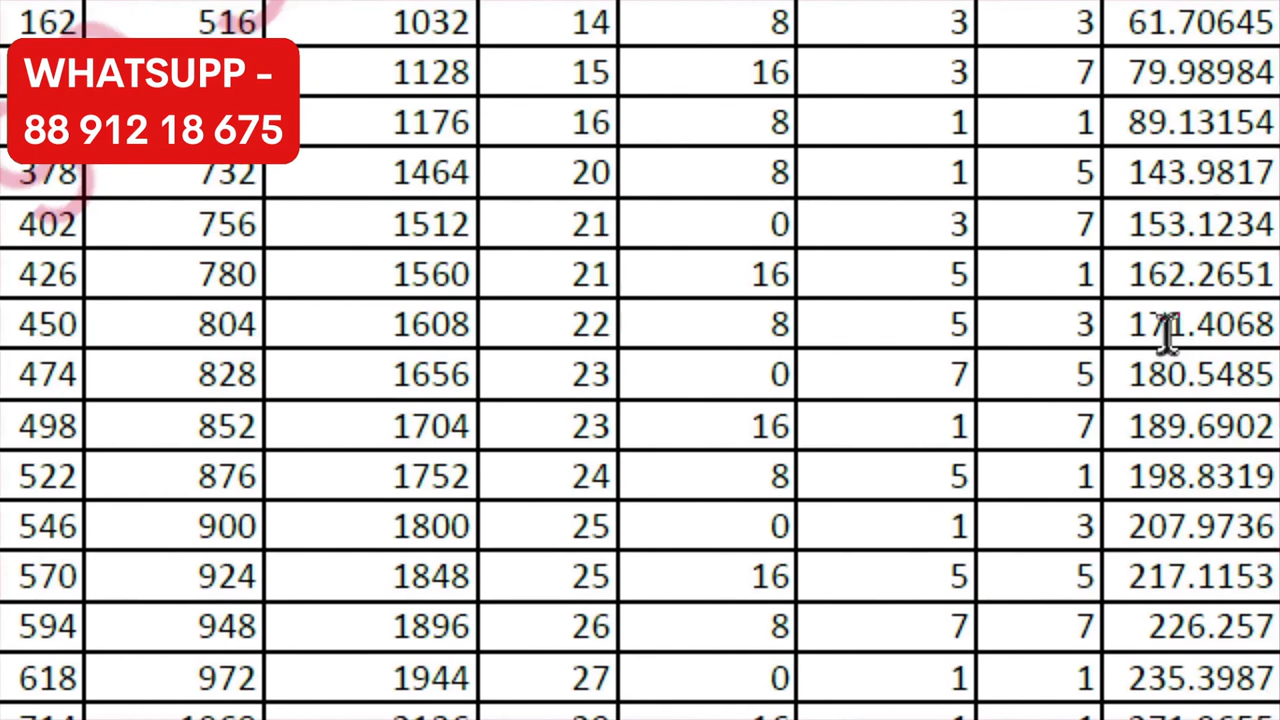 162 516 1032 14 8 3 3 61.70645
WHATSUPP -
1128 15 16 3 7 79.98984
88 912 18 675
1176 16 8 1 1 89.13154
378 732 1464 20 8 1 5 143.9817
402 756 1512 21 0 3 7 153.1234
426 780 1560 21 16 5 1 162.2651
450 804 1608 22 8 5 3 171.4068
474 828 1656 23 0 7 5 180.5485
498 852 1704 23 16 1 7 189.6902
522 876 1752 24 8 5 1 198.8319
546 900 1800 25 0 1 3 207.9736
570 924 1848 25 16 5 5 217.1153
594 948 1896 26 8 7 7 226.257
618 972 1944 27 0 1 1 235.3987